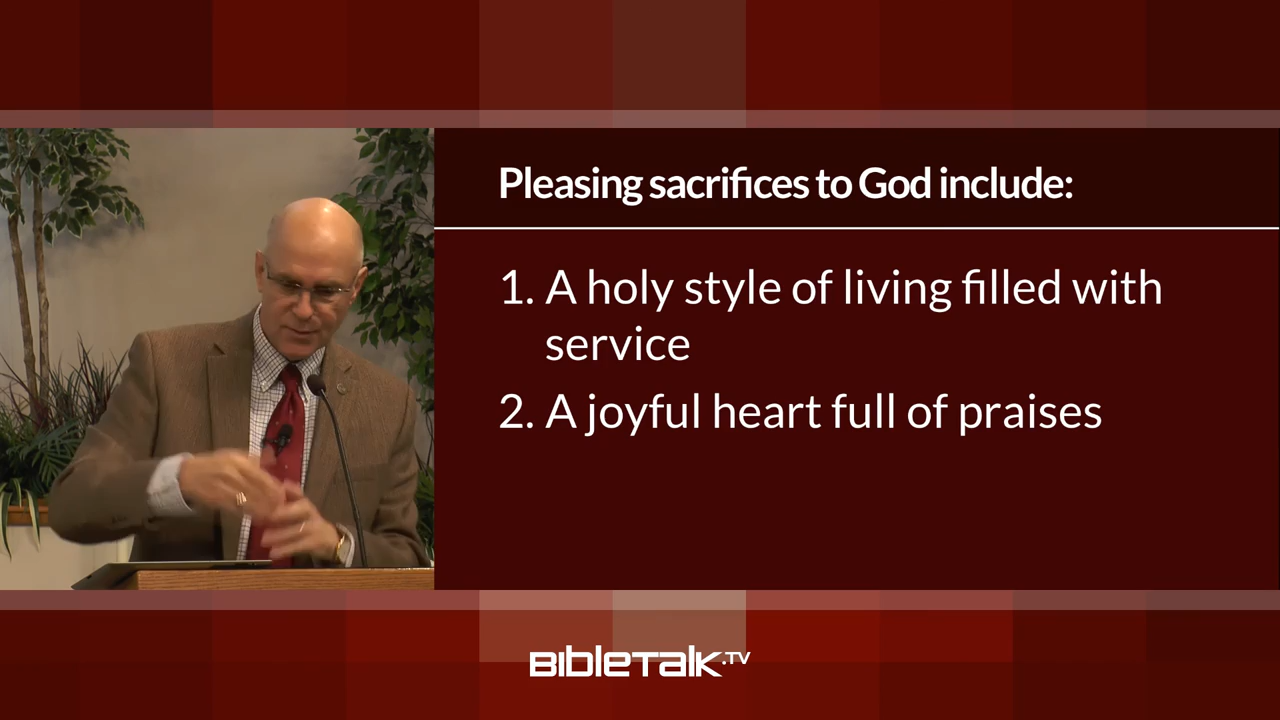 Pleasing sacrifices to God include:
1. A holy style of living filled with
service
2. A joyful heart full of praises
BibleTalk.TV